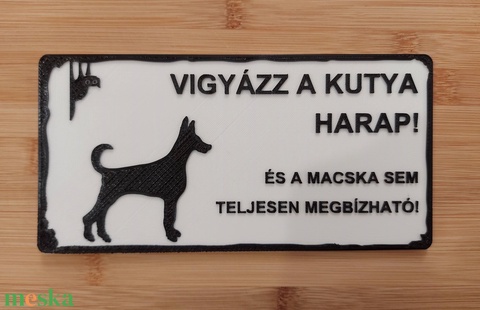 VIGYÁZZ A KUTYA
HARAP!
ÉS A MACSKA SEM
TELJESEN MEGBÍZHATÓ!
meska